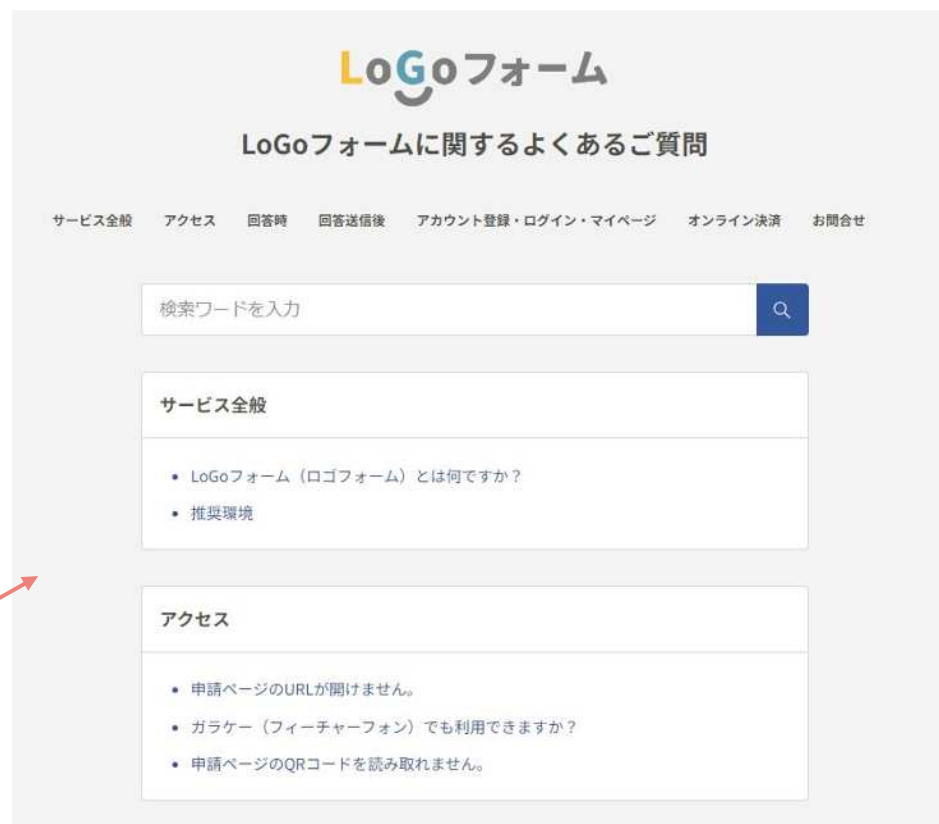 LoGoフォーム
LoGoフォームに関するよくあるご質問
サービス全般 アクセス 回答時 回答送信後 アカウント登録・ログイン・マイページ オンライン決済 お問合せ
検索ワードを入力
サービス全般
• LoGoフォーム（ロゴフォーム）とは何ですか？
• 推奨環境
アクセス
• 申請ページのURLが開けません。
• ガラケー（フィーチャーフォン）でも利用できますか？
• 申請ページのQRコードを読み取れません。